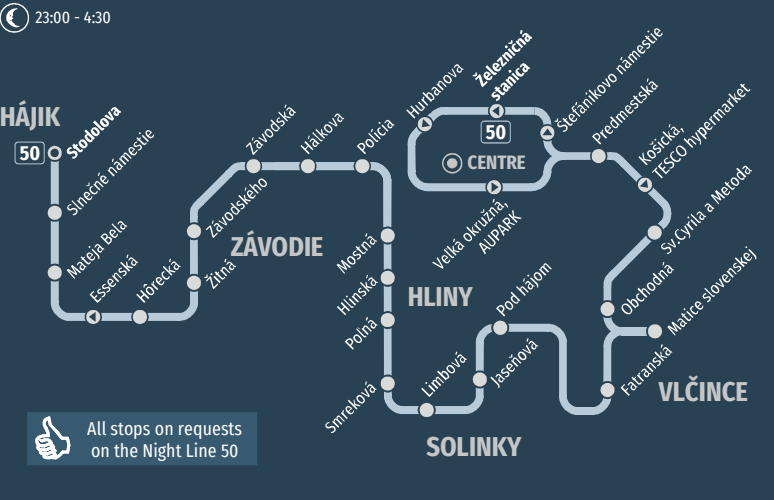 23:00 - 4:30
HÁJIK
50
Stodolova
Slnečné námestie
Mateja Bela
Essenská
Hôrecká
Žitná
Závodského
ZÁVODIE
Závodská
Hálkova
Polícia
Mostná
Hlinská
Poľná
HLINY
Smreková
Limbová
Jaseňová
Pod hájom
SOLINKY
Fatranská
VLČINCE
Matice slovenskej
Obchodná
Sv.Cyrila a Metoda
Košická,
TESCO hypermarket
Predmestská
Štefánikovo námestie
Železničná
stanica
50
Hurbanova
CENTRE
Veľká okružná,
AUPARK
All stops on requests
on the Night Line 50